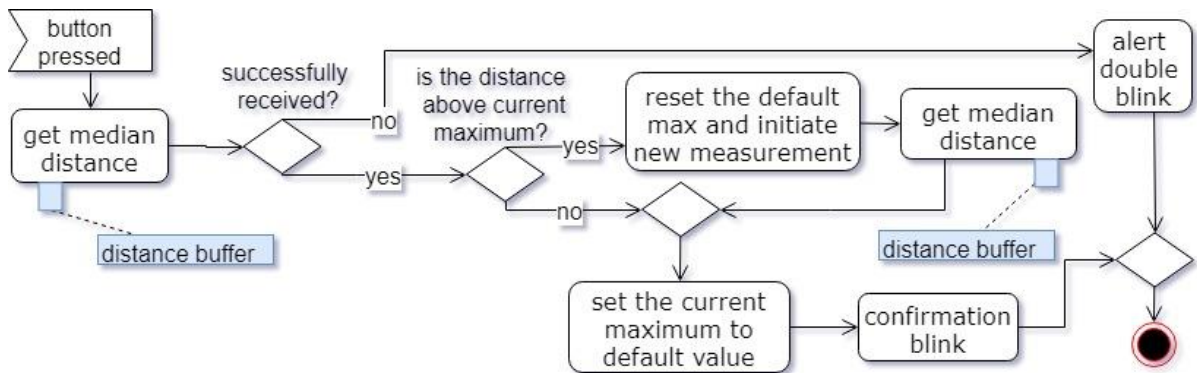 button
pressed
get median
distance
distance buffer
successfully
received?
no
yes
is the distance
above current
maximum?
yes
no
reset the default
max and initiate
new measurement
get median
distance
distance buffer
set the current
maximum to
default value
confirmation
blink
alert
double
blink